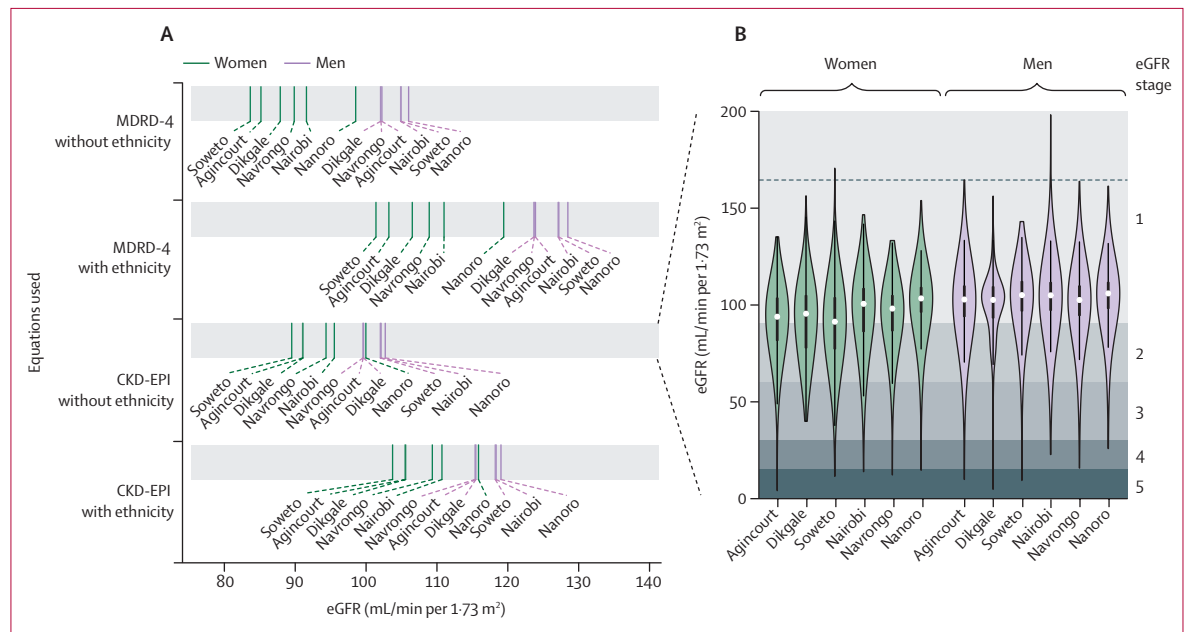 A
Women
Men
MDRD-4
without ethnicity
Soweto
Agincourt
Dikgale
Navrongo
Nairobi
Nanoro
Dikgale
Navrongo
Agincourt
Nairobi
Soweto
Nanoro
MDRD-4
with ethnicity
Soweto
Agincourt
Dikgale
Navrongo
Nairobi
Nanoro
Dikgale
Navrongo
Agincourt
Nairobi
Soweto
Nanoro
CKD-EPI
without ethnicity
Soweto
Agincourt
Dikgale
Navrongo
Nairobi
Navrongo
Agincourt
Dikgale
Nanoro
Soweto
Nairobi
Nanoro
CKD-EPI
with ethnicity
Soweto
Agincourt
Dikgale
Navrongo
Nairobi
Navrongo
Agincourt
Dikgale
Nanoro
Soweto
Nairobi
Nanoro
Equations used
80 90 100 110 120 130 140
eGFR (mL/min per 1·73 m²)
B
Women
Men
eGFR
stage
200
150
100
50
0
eGFR (mL/min per 1·73 m²)
1
2
3
4
5
Agincourt
Dikgale
Soweto
Nairobi
Navrongo
Nanoro
Agincourt
Dikgale
Soweto
Nairobi
Navrongo
Nanoro